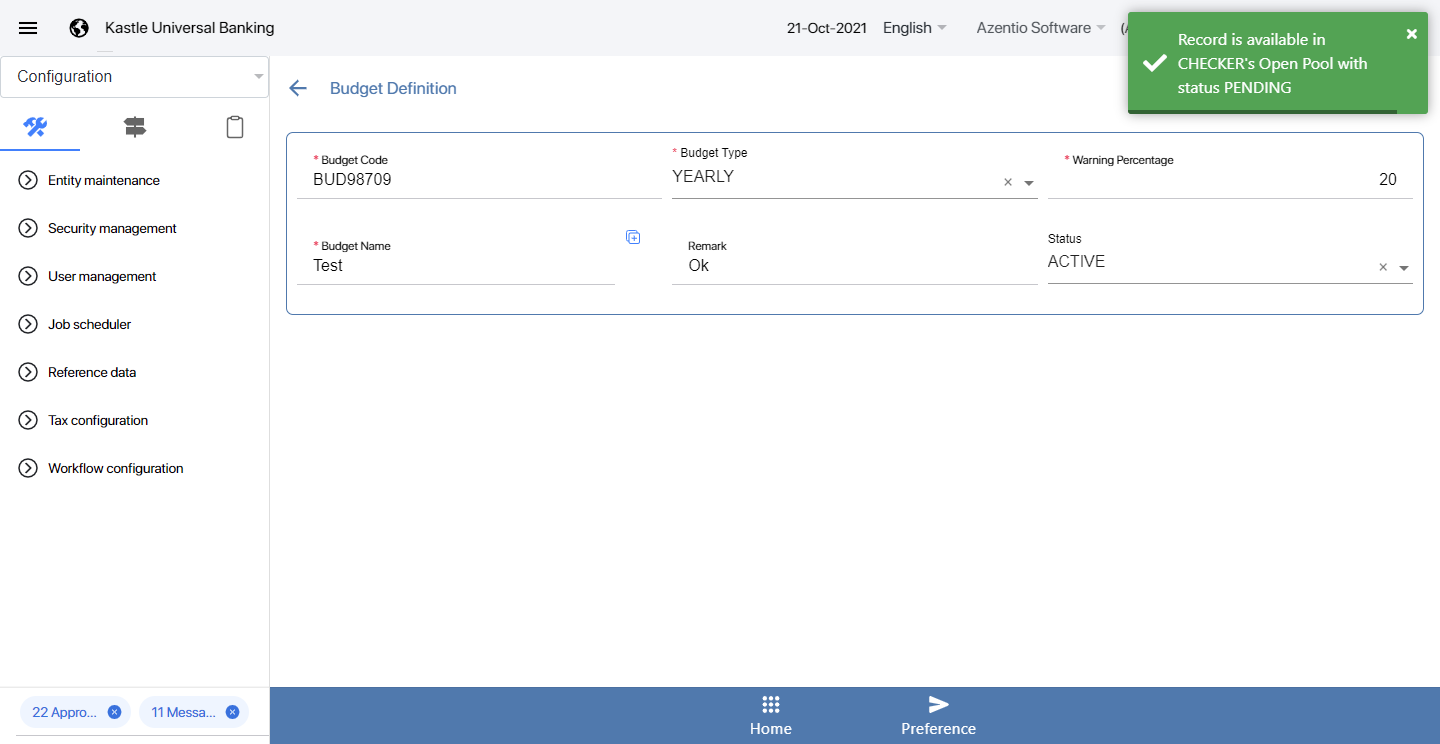 Kastle Universal Banking
21-Oct-2021
English
Azentio Software
Record is available in
CHECKER's Open Pool with
status PENDING
Configuration
Budget Definition
Entity maintenance
Security management
User management
Job scheduler
Reference data
Tax configuration
Workflow configuration
* Budget Code
BUD98709
* Budget Type
YEARLY
* Warning Percentage
20
* Budget Name
Test
Remark
Ok
Status
ACTIVE
22 Appro...
11 Messa...
Home
Preference